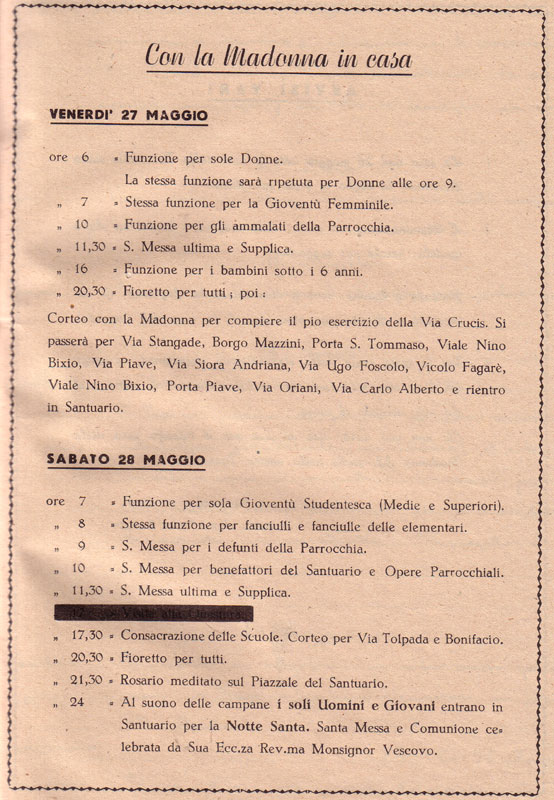 Con la Madonna in casa
VENERDI' 27 MAGGIO
ore 6 = Funzione per sole Donne.
La stessa funzione sarà ripetuta per Donne alle ore 9.
„ 7 = Stessa funzione per la Gioventù Femminile.
„ 10 = Funzione per gli ammalati della Parrocchia.
„ 11,30 = S. Messa ultima e Supplica.
„ 16 = Funzione per i bambini sotto i 6 anni.
„ 20,30 = Fioretto per tutti ; poi :
Corteo con la Madonna per compiere il pio esercizio della Via Crucis. Si
passerà per Via Stangade, Borgo Mazzini, Porta S. Tommaso, Viale Nino
Bixio, Via Piave, Via Siora Andriana, Via Ugo Foscolo, Vicolo Fagarè,
Viale Nino Bixio, Porta Piave, Via Oriani, Via Carlo Alberto e rientro
in Santuario.
SABATO 28 MAGGIO
ore 7 = Funzione per sola Gioventù Studentesca (Medie e Superiori).
„ 8 = Stessa funzione per fanciulli e fanciulle delle elementari.
„ 9 = S. Messa per i defunti della Parrocchia.
„ 10 = S. Messa per benefattori del Santuario e Opere Parrocchiali.
„ 11,30 = S. Messa ultima e Supplica.
„ 17,30 = Consacrazione delle Scuole. Corteo per Via Tolpada e Bonifacio.
„ 20,30 = Fioretto per tutti.
„ 21,30 = Rosario meditato sul Piazzale del Santuario.
„ 24 = Al suono delle campane i soli Uomini e Giovani entrano in
Santuario per la Notte Santa. Santa Messa e Comunione ce=
lebrata da Sua Ecc.za Rev.ma Monsignor Vescovo.